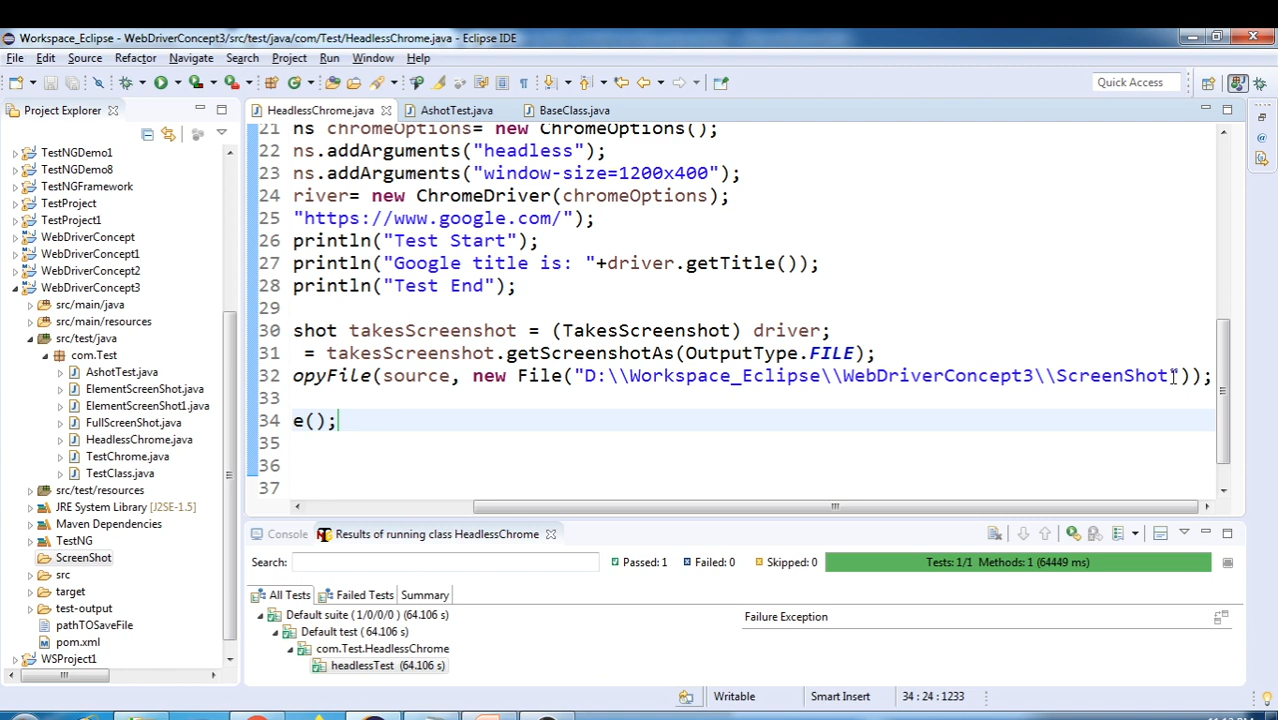 Workspace_Eclipse - WebDriverConcept3/src/test/java/com/Test/HeadlessChrome.java - Eclipse IDE
File Edit Source Refactor Navigate Search Project Run Window Help
Quick Access
Project Explorer
HeadlessChrome.java AshotTest.java BaseClass.java
TestNGDemo1
TestNGDemo8
TestNGFramework
TestProject
TestProject1
WebDriverConcept
WebDriverConcept1
WebDriverConcept2
WebDriverConcept3
src/main/java
src/main/resources
src/test/java
com.Test
AshotTest.java
ElementScreenShot.java
ElementScreenShot1.java
FullScreenShot.java
HeadlessChrome.java
TestChrome.java
TestClass.java
src/test/resources
JRE System Library [J2SE-1.5]
Maven Dependencies
TestNG
ScreenShot
src
target
test-output
pathTOSaveFile
pom.xml
WSProject1
21 ns chromeOptions= new ChromeOptions();
22 ns.addArguments("headless");
23 ns.addArguments("window-size=1200x400");
24 river= new ChromeDriver(chromeOptions);
25 "https://www.google.com/");
26 println("Test Start");
27 println("Google title is: "+driver.getTitle());
28 println("Test End");
29
30 shot takesScreenshot = (TakesScreenshot) driver;
31 = takesScreenshot.getScreenshotAs(OutputType.FILE);
32 opyFile(source, new File("D:\\Workspace_Eclipse\\WebDriverConcept3\\ScreenShot"));
33
34 e();
35
36
37
Console Results of running class HeadlessChrome
Search: Passed: 1 Failed: 0 Skipped: 0 Tests: 1/1 Methods: 1 (64449 ms)
All Tests Failed Tests Summary
Default suite ( 1/0/0/0 ) (64.106 s)
Default test ( 64.106 s)
com.Test.HeadlessChrome
headlessTest (64.106 s)
Failure Exception
Writable Smart Insert 34 : 24 : 1233